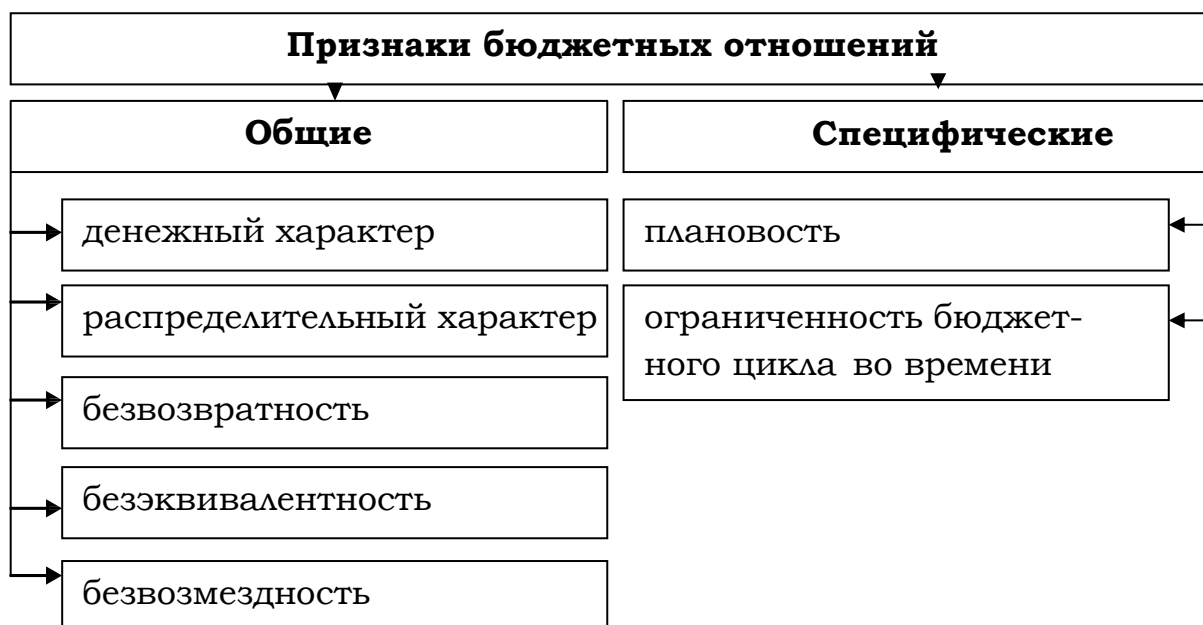 Признаки бюджетных отношений
Общие
денежный характер
распределительный характер
безвозвратность
безэквивалентность
безвозмездность
Специфические
плановость
ограниченность бюджет-
ного цикла во времени